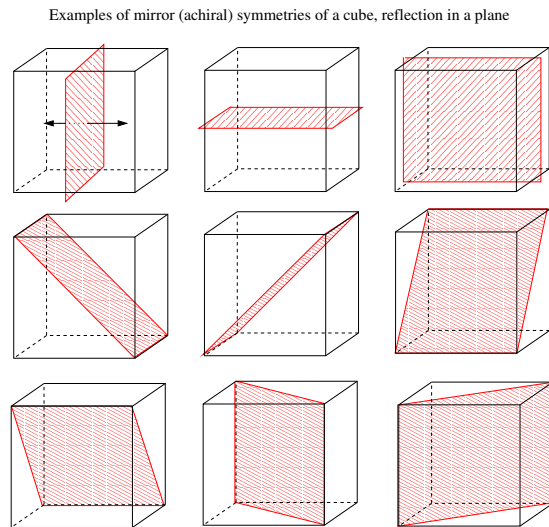 Examples of mirror (achiral) symmetries of a cube, reflection in a plane